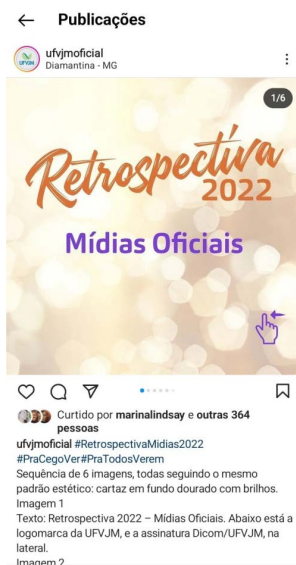 Publicações
ufvjmoficial
Diamantina - MG
1/6
Retrospectiva
2022
Mídias Oficiais
Curtido por marinalindsay e outras 364
pessoas
ufvjmoficial #RetrospectivaMidias2022
#PraCegoVer#PraTodosVerem
Sequência de 6 imagens, todas seguindo o mesmo
padrão estético: cartaz em fundo dourado com brilhos.
Imagem 1
Texto: Retrospectiva 2022 – Mídias Oficiais. Abaixo está a
logomarca da UFVJM, e a assinatura Dicom/UFVJM, na
lateral.
Imagem 2